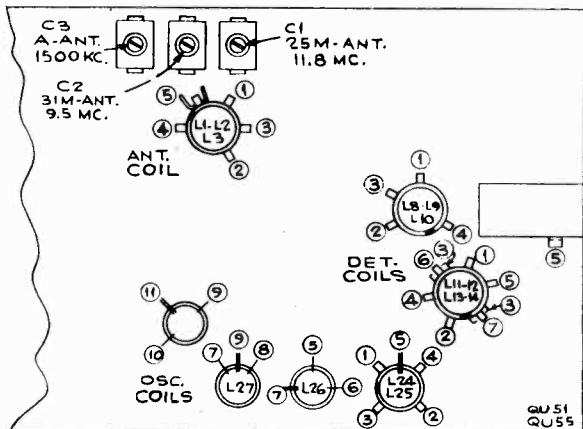 C3
A-ANT.
1500KC.
C1
25M-ANT.
11.8 MC.
C2
31M-ANT.
9.5 MC.
5
1
4
L1-L2
L3
3
2
ANT.
COIL
1
3
L8-L9
L10
2
4
5
DET.
COILS
6
3
1
5
4
L11-12
L13-14
3
7
2
11
9
10
OSC.
COILS
7
9
8
L27
5
7
L26
6
1
5
4
L24
L25
3
2
QU51
QU55